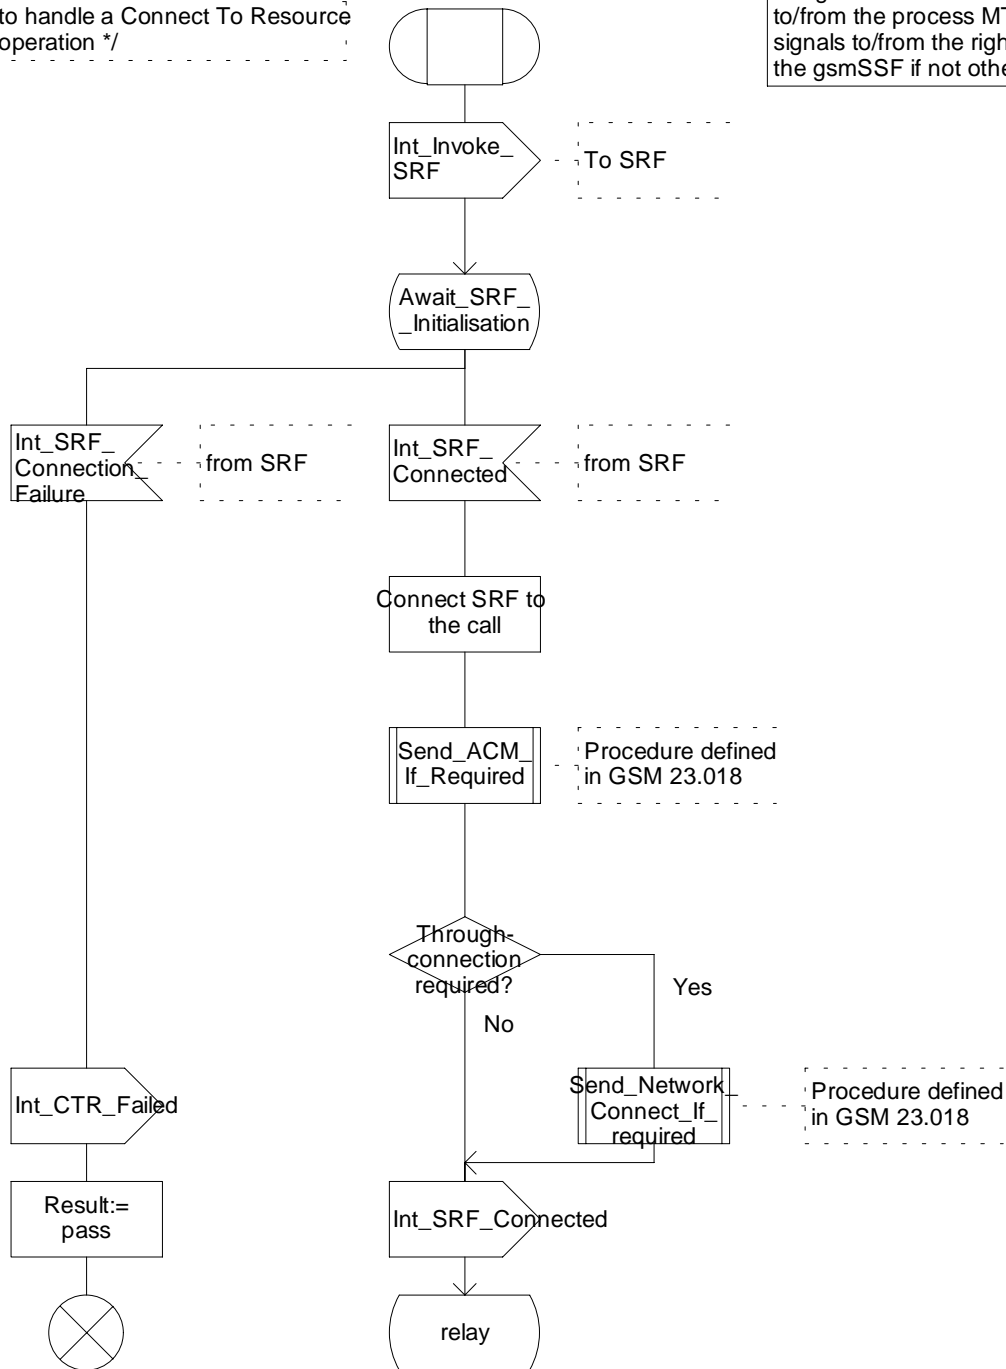 to handle a Connect To Resource
operation */
to/from the process MT
signals to/from the righ
the gsmSSF if not othe
Int_Invoke_
SRF
To SRF
Await_SRF_
_Initialisation
Int_SRF_
Connection_
Failure
from SRF
Int_SRF_
Connected
from SRF
Connect SRF to
the call
Send_ACM_
If_Required
Procedure defined
in GSM 23.018
Through-
connection
required?
Yes
No
Int_CTR_Failed
Send_Network_
Connect_If_
required
Procedure defined
in GSM 23.018
Result:=
pass
Int_SRF_Connected
relay